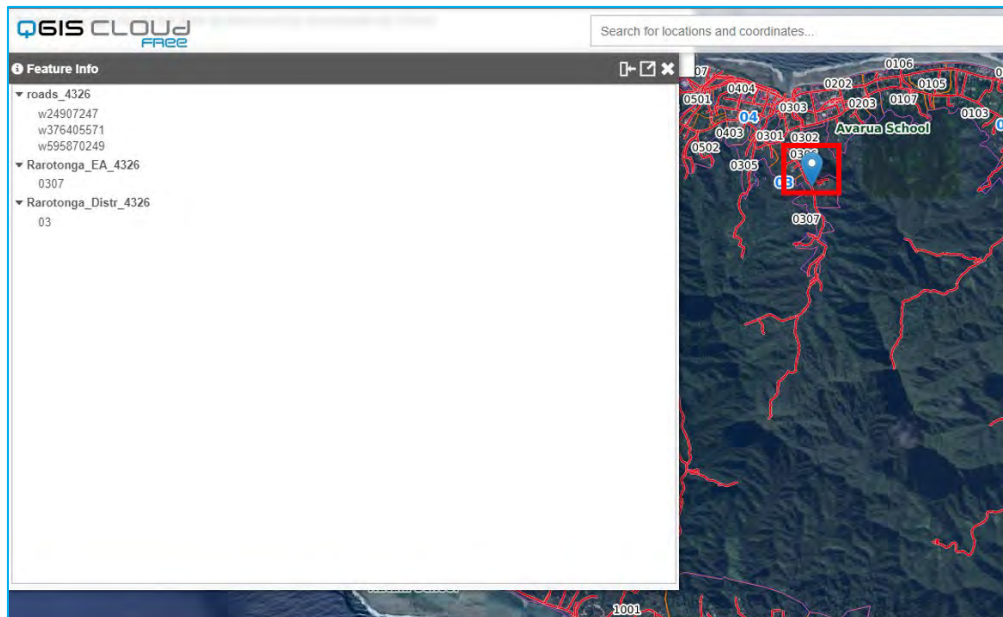 QGIS CLOUD
FREE
Search for locations and coordinates...
Feature Info
roads_4326
w24907247
w376405571
w595870249
Rarotonga_EA_4326
0307
Rarotonga_Distr_4326
03
0106
0404
0202
0105
0501
0303
0203
0107
0103
04
Avarua School
0403
0301
0302
0502
0305
03
0307
1001